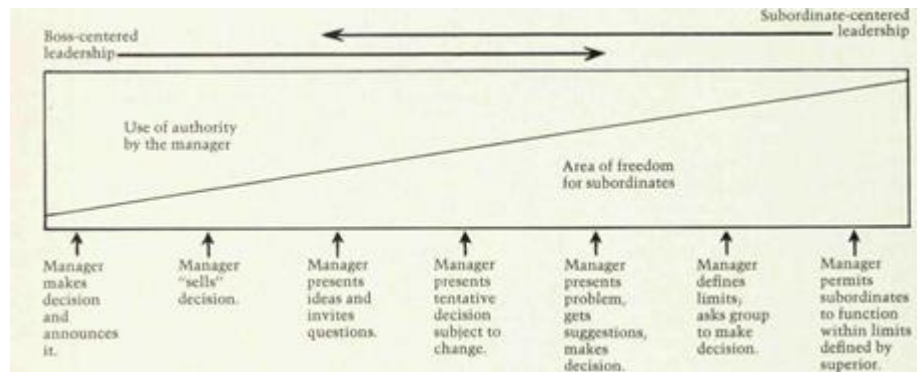 Boss-centered
leadership
Subordinate-centered
leadership
Use of authority
by the manager
Area of freedom
for subordinates
Manager
makes
decision
and
announces
it.
Manager
"sells"
decision.
Manager
presents
ideas and
invites
questions.
Manager
presents
tentative
decision
subject to
change.
Manager
presents
problem,
gets
suggestions,
makes
decision.
Manager
defines
limits;
asks group
to make
decision.
Manager
permits
subordinates
to function
within limits
defined by
superior.